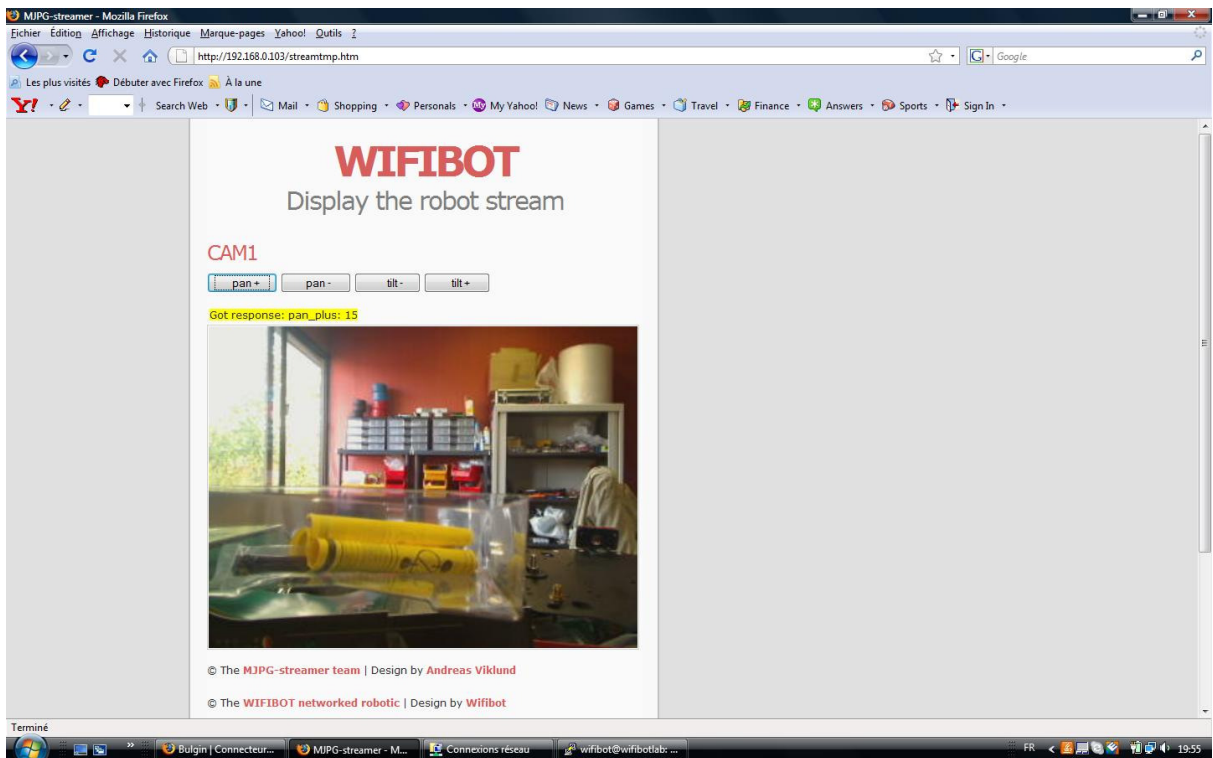 MJPG-streamer - Mozilla Firefox
Fichier Édition Affichage Historique Marque-pages Yahoo! Outils ?
http://192.168.0.103/streamtmp.htm Google
Les plus visités Débuter avec Firefox À la une
Y! Search Web Mail Shopping Personals My Yahoo! News Games Travel Finance Answers Sports Sign In
WIFIBOT
Display the robot stream
CAM1
pan + pan - tilt - tilt +
Got response: pan_plus: 15
© The MJPG-streamer team | Design by Andreas Viklund
© The WIFIBOT networked robotic | Design by Wifibot
Terminé
Bulgin | Connecteur... MJPG-streamer - M... Connexions réseau wifibot@wifibotlab: ... FR 19:55